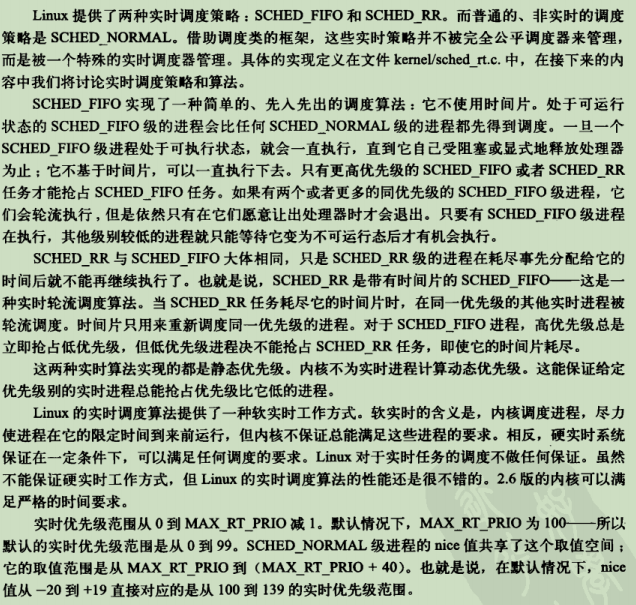 Linux 提供了两种实时调度策略：SCHED_FIFO 和 SCHED_RR。而普通的、非实时的调度
策略是 SCHED_NORMAL。借助调度类的框架，这些实时策略并不被完全公平调度器来管理，
而是被一个特殊的实时调度器管理。具体的实现定义在文件 kernel/sched_rt.c. 中，在接下来的内
容中我们将讨论实时调度策略和算法。
SCHED_FIFO 实现了一种简单的、先入先出的调度算法：它不使用时间片。处于可运行
状态的 SCHED_FIFO 级的进程会比任何 SCHED_NORMAL 级的进程都先得到调度。一旦一个
SCHED_FIFO 级进程处于可执行状态，就会一直执行，直到它自己受阻塞或显式地释放处理器
为止；它不基于时间片，可以一直执行下去。只有更高优先级的 SCHED_FIFO 或者 SCHED_RR
任务才能抢占 SCHED_FIFO 任务。如果有两个或者更多的同优先级的 SCHED_FIFO 级进程，它
们会轮流执行，但是依然只有在它们愿意让出处理器时才会退出。只要有 SCHED_FIFO 级进程
在执行，其他级别较低的进程就只能等待它变为不可运行态后才有机会执行。
SCHED_RR 与 SCHED_FIFO 大体相同，只是 SCHED_RR 级的进程在耗尽事先分配给它的
时间后就不能再继续执行了。也就是说，SCHED_RR 是带有时间片的 SCHED_FIFO——这是一
种实时轮流调度算法。当 SCHED_RR 任务耗尽它的时间片时，在同一优先级的其他实时进程被
轮流调度。时间片只用来重新调度同一优先级的进程。对于 SCHED_FIFO 进程，高优先级总是
立即抢占低优先级，但低优先级进程决不能抢占 SCHED_RR 任务，即使它的时间片耗尽。
这两种实时算法实现的都是静态优先级。内核不为实时进程计算动态优先级。这能保证给定
优先级别的实时进程总能抢占优先级比它低的进程。
Linux 的实时调度算法提供了一种软实时工作方式。软实时的含义是，内核调度进程，尽力
使进程在它的限定时间到来前运行，但内核不保证总能满足这些进程的要求。相反，硬实时系统
保证在一定条件下，可以满足任何调度的要求。Linux 对于实时任务的调度不做任何保证。虽然
不能保证硬实时工作方式，但 Linux 的实时调度算法的性能还是很不错的。2.6 版的内核可以满
足严格的时间要求。
实时优先级范围从 0 到 MAX_RT_PRIO 减 1。默认情况下，MAX_RT_PRIO 为 100——所以
默认的实时优先级范围是从 0 到 99。SCHED_NORMAL 级进程的 nice 值共享了这个取值空间；
它的取值范围是从 MAX_RT_PRIO 到（MAX_RT_PRIO + 40）。也就是说，在默认情况下，nice
值从 −20 到 +19 直接对应的是从 100 到 139 的实时优先级范围。